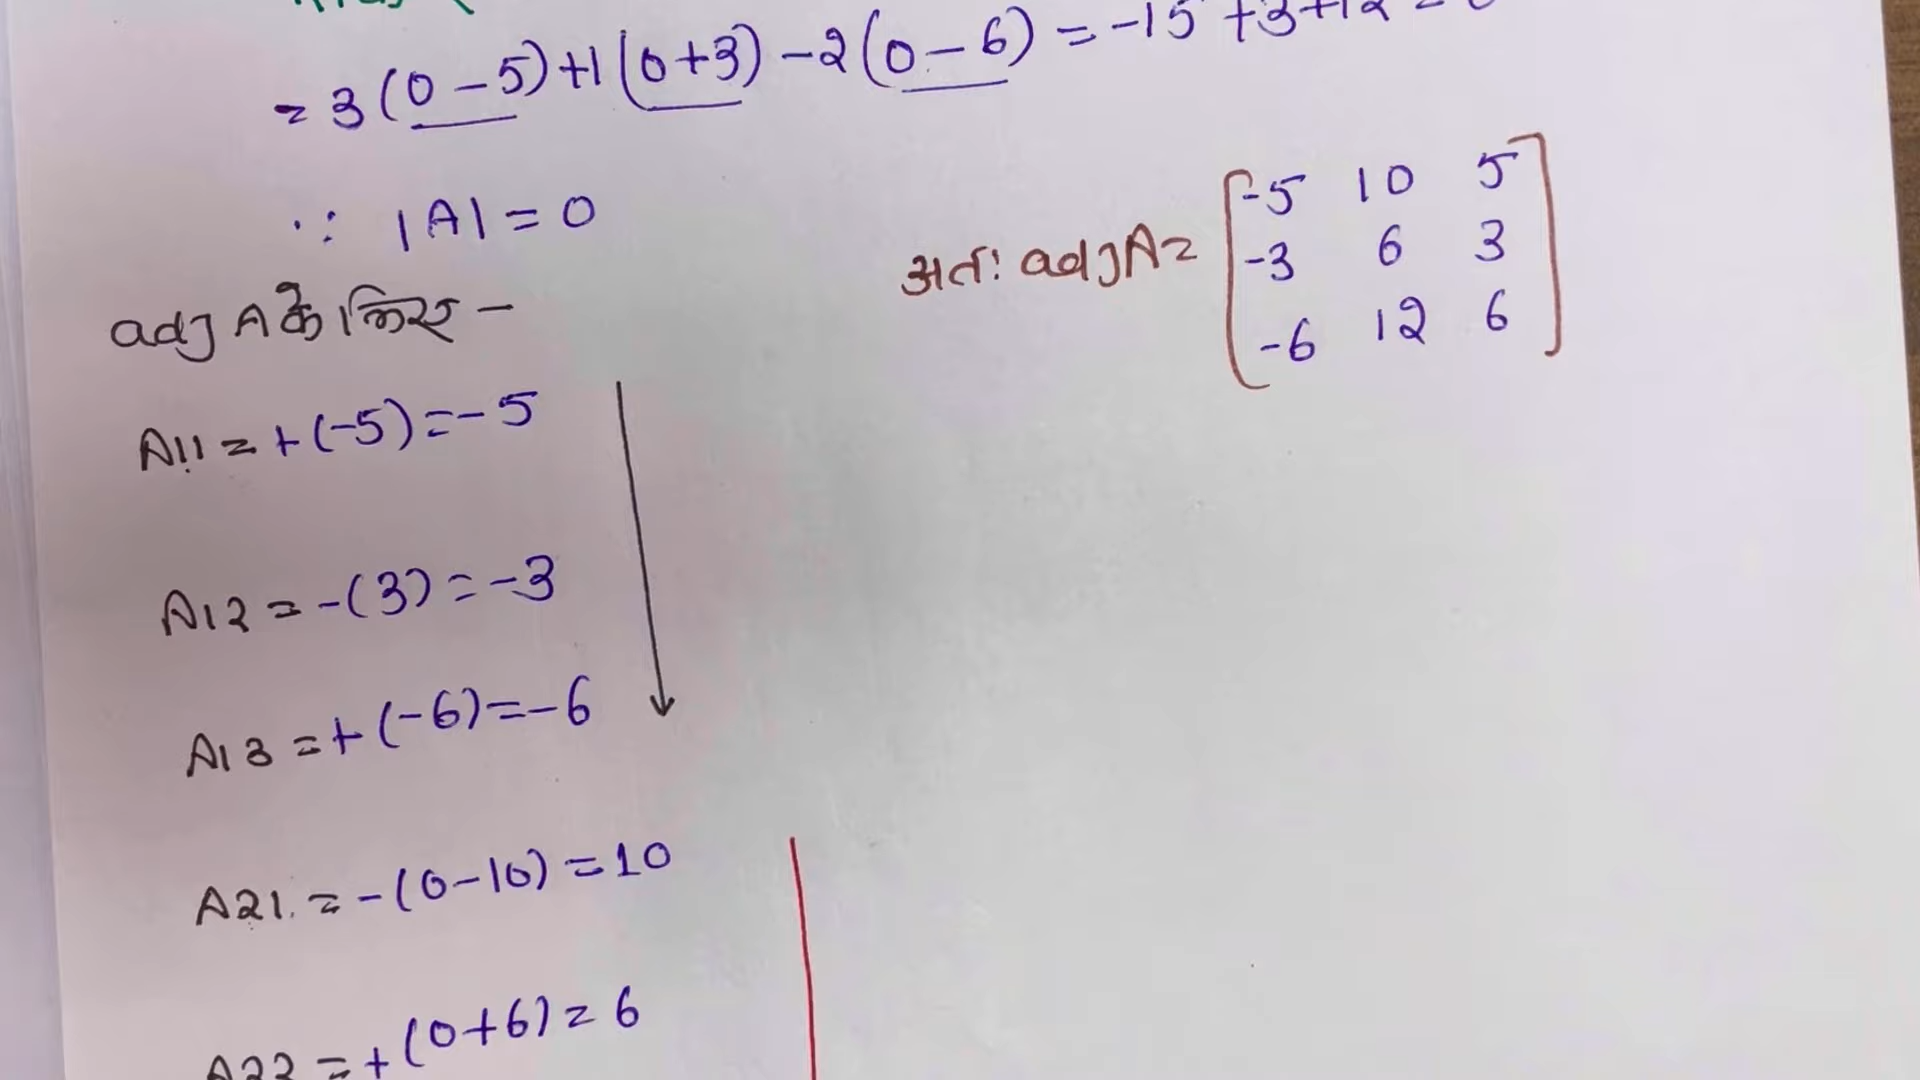 = 3(0-5)+1(0+3)-2(0-6) = -15+3+12 =
∵ |A| = 0
adj A के लिए -
A11 = +(-5) = -5
A12 = -(3) = -3
A13 = +(-6) = -6
A21 = -(0-10) = 10
A22 = +(0+6) = 6
अतः adjA = [-5 10 5
-3 6 3
-6 12 6]